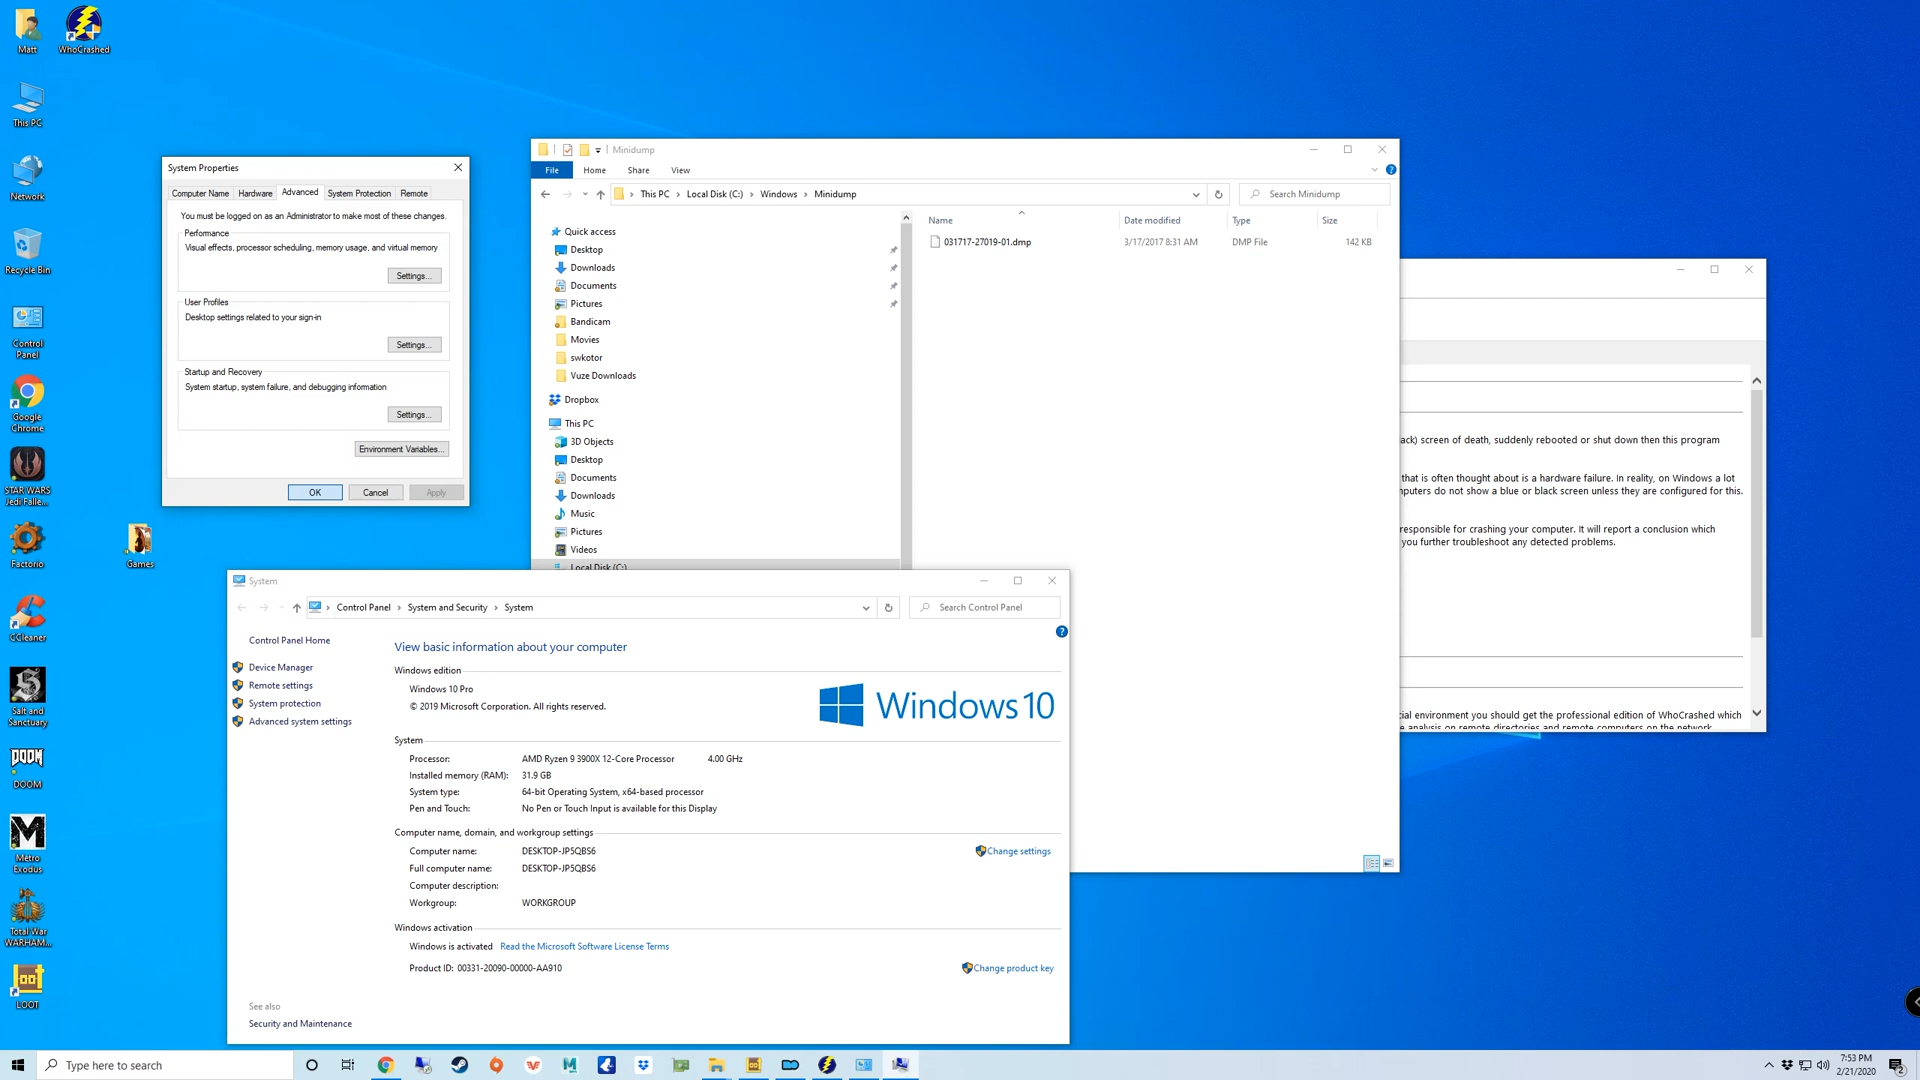 Matt
WhoCrashed
This PC
Network
Recycle Bin
Control
Panel
Google
Chrome
STAR WARS
Jedi Falle...
Factorio
Games
CCleaner
Salt and
Sanctuary
DOOM
DOOM
Metro
Exodus
Total War
WARHAM...
LOOT
System Properties
Computer Name
Hardware
Advanced
System Protection
Remote
You must be logged on as an Administrator to make most of these changes.
Performance
Visual effects, processor scheduling, memory usage, and virtual memory
Settings...
User Profiles
Desktop settings related to your sign-in
Settings...
Startup and Recovery
System startup, system failure, and debugging information
Settings...
Environment Variables...
OK
Cancel
Apply
Minidump
File
Home
Share
View
This PC > Local Disk (C:) > Windows > Minidump
Search Minidump
Quick access
Desktop
Downloads
Documents
Pictures
Bandicam
Movies
swkotor
Vuze Downloads
Dropbox
This PC
3D Objects
Desktop
Documents
Downloads
Music
Pictures
Videos
Local Disk (C:)
Name
Date modified
Type
Size
031717-27019-01.dmp
3/17/2017 8:31 AM
DMP File
142 KB
ack) screen of death, suddenly rebooted or shut down then this program
that is often thought about is a hardware failure. In reality, on Windows a lot
mputers do not show a blue or black screen unless they are configured for this.
responsible for crashing your computer. It will report a conclusion which
you further troubleshoot any detected problems.
cial environment you should get the professional edition of WhoCrashed which
e analysis on remote directories and remote computers on the network.
System
Control Panel > System and Security > System
Search Control Panel
Control Panel Home
Device Manager
Remote settings
System protection
Advanced system settings
See also
Security and Maintenance
View basic information about your computer
Windows edition
Windows 10 Pro
© 2019 Microsoft Corporation. All rights reserved.
Windows 10
System
Processor: AMD Ryzen 9 3900X 12-Core Processor 4.00 GHz
Installed memory (RAM): 31.9 GB
System type: 64-bit Operating System, x64-based processor
Pen and Touch: No Pen or Touch Input is available for this Display
Computer name, domain, and workgroup settings
Computer name: DESKTOP-JP5QBS6
Change settings
Full computer name: DESKTOP-JP5QBS6
Computer description:
Workgroup: WORKGROUP
Windows activation
Windows is activated Read the Microsoft Software License Terms
Product ID: 00331-20090-00000-AA910
Change product key
Type here to search
7:53 PM
2/21/2020
2